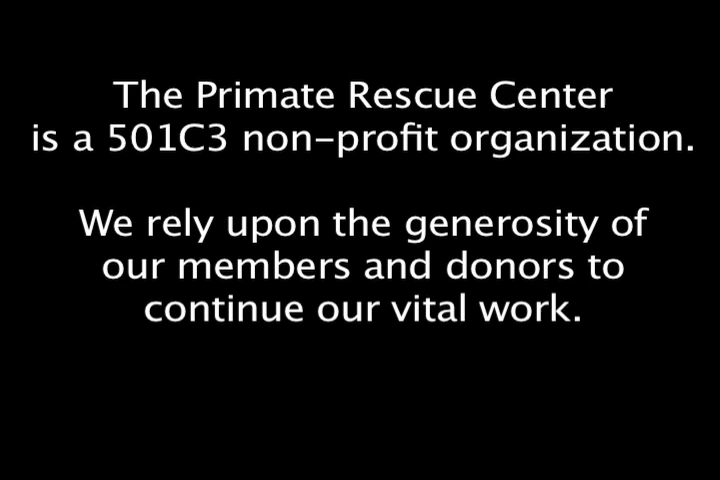 The Primate Rescue Center
is a 501C3 non-profit organization.
We rely upon the generosity of
our members and donors to
continue our vital work.